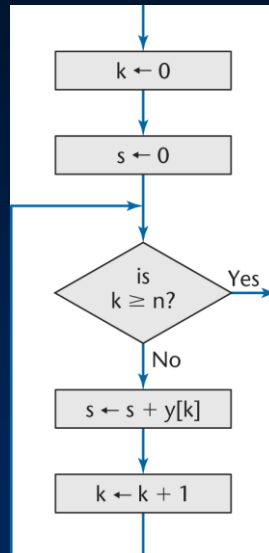 k ← 0
s ← 0
is
k ≥ n?
Yes
No
s ← s + y[k]
k ← k + 1